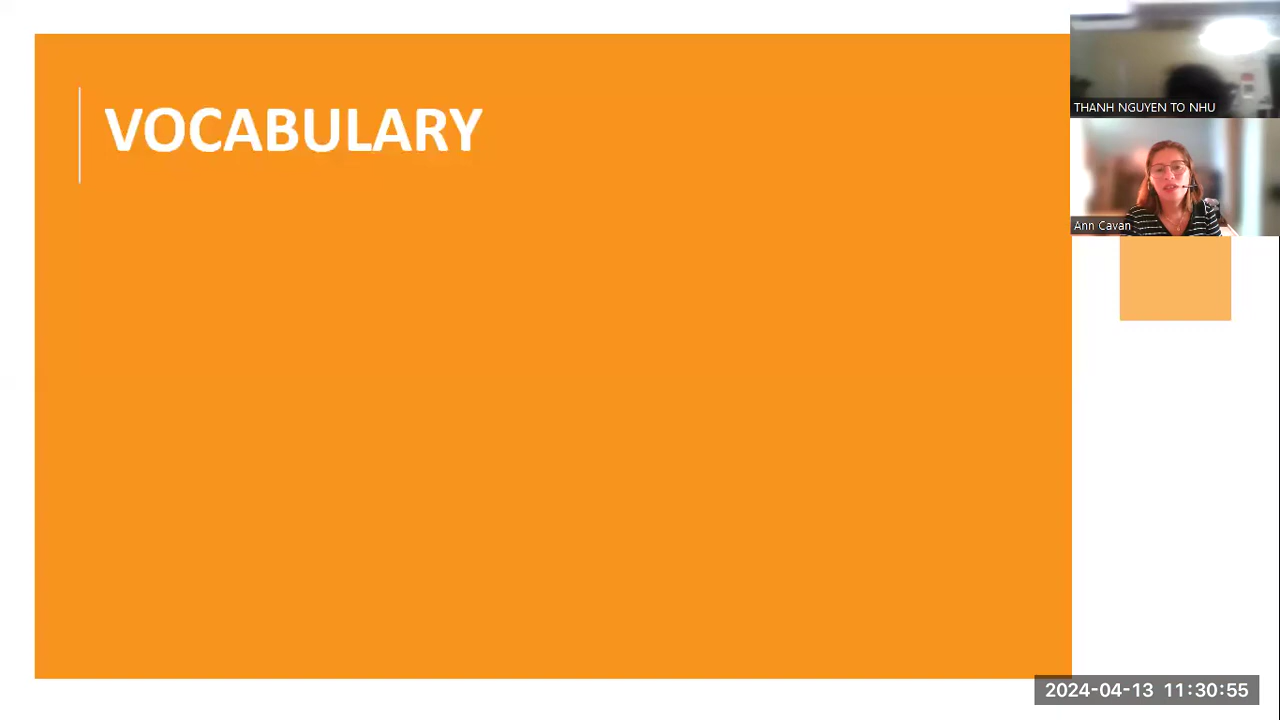 VOCABULARY
THANH NGUYEN TO NHU
Ann Cavan
2024-04-13 11:30:55